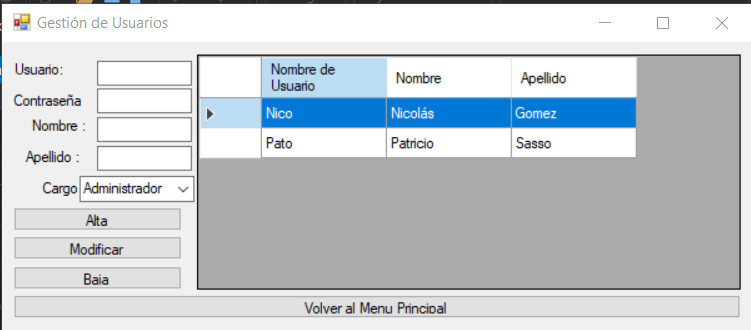 Gestión de Usuarios
Usuario:
Contraseña
Nombre :
Apellido :
Cargo Administrador
Alta
Modificar
Baja
Nombre de
Usuario
Nombre
Apellido
Nico Nicolás Gomez
Pato Patricio Sasso
Volver al Menu Principal